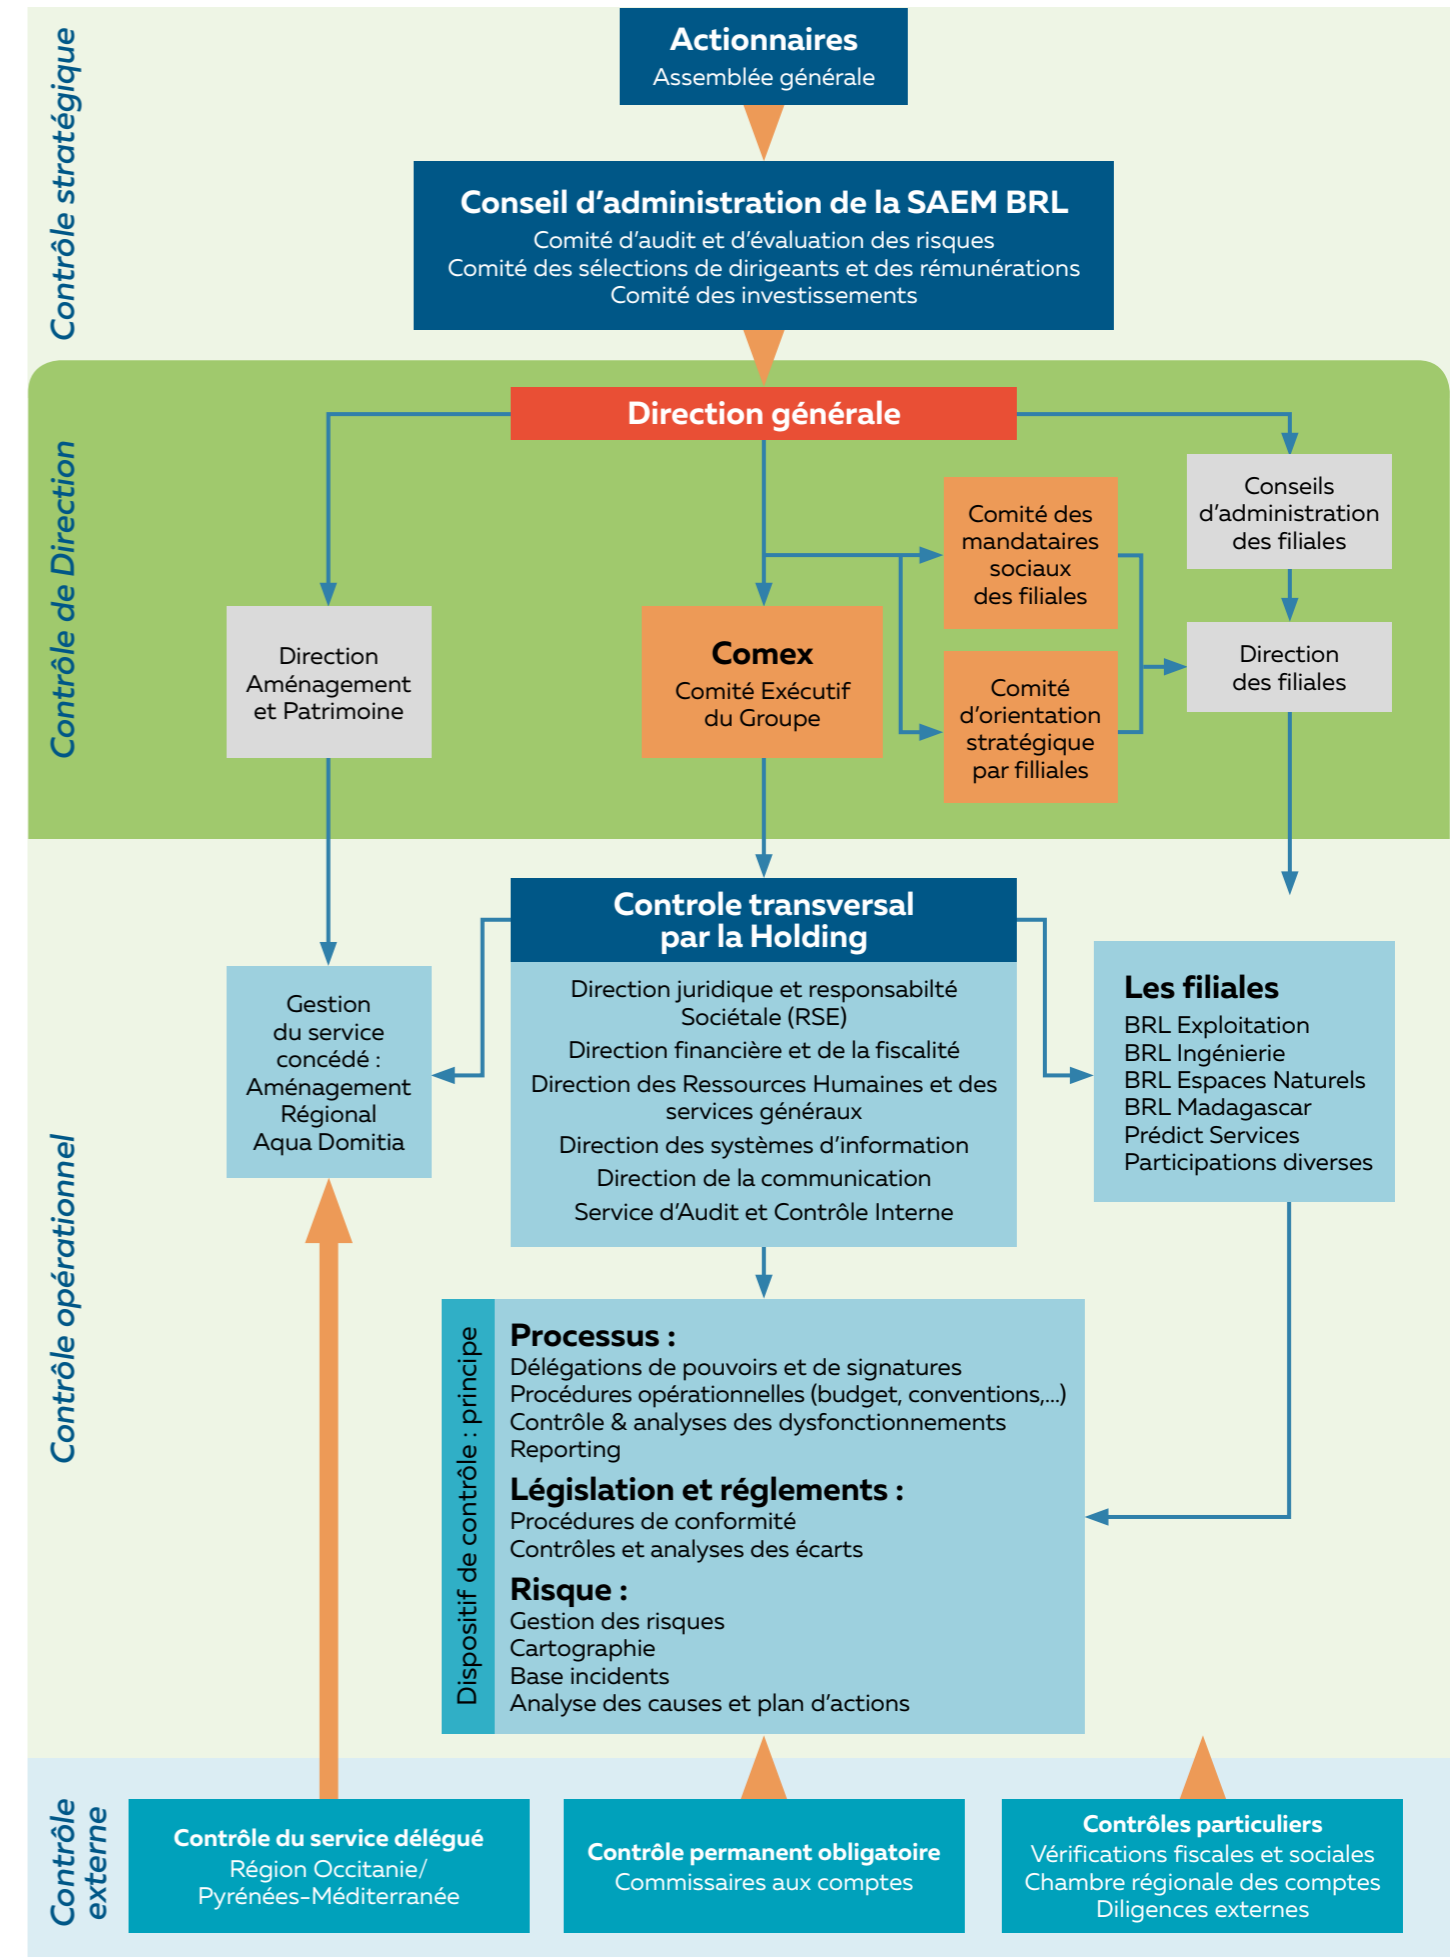 Contrôle stratégique
Actionnaires
Assemblée générale
Conseil d’administration de la SAEM BRL
Comité d’audit et d’évaluation des risques
Comité des sélections de dirigeants et des rémunérations
Comité des investissements
Contrôle de Direction
Direction générale
Direction
Aménagement
et Patrimoine
Comex
Comité Exécutif
du Groupe
Comité des
mandataires
sociaux
des filiales
Comité
d’orientation
stratégique
par filliales
Conseils
d’administration
des filiales
Direction
des filiales
Contrôle opérationnel
Gestion
du service
concédé :
Aménagement
Régional
Aqua Domitia
Controle transversal
par la Holding
Direction juridique et responsabilté
Sociétale (RSE)
Direction financière et de la fiscalité
Direction des Ressources Humaines et des
services généraux
Direction des systèmes d’information
Direction de la communication
Service d’Audit et Contrôle Interne
Les filiales
BRL Exploitation
BRL Ingénierie
BRL Espaces Naturels
BRL Madagascar
Prédict Services
Participations diverses
Dispositif de contrôle : principe
Processus :
Délégations de pouvoirs et de signatures
Procédures opérationnelles (budget, conventions,...)
Contrôle & analyses des dysfonctionnements
Reporting
Législation et réglements :
Procédures de conformité
Contrôles et analyses des écarts
Risque :
Gestion des risques
Cartographie
Base incidents
Analyse des causes et plan d’actions
Contrôle
externe
Contrôle du service délégué
Région Occitanie/
Pyrénées-Méditerranée
Contrôle permanent obligatoire
Commissaires aux comptes
Contrôles particuliers
Vérifications fiscales et sociales
Chambre régionale des comptes
Diligences externes